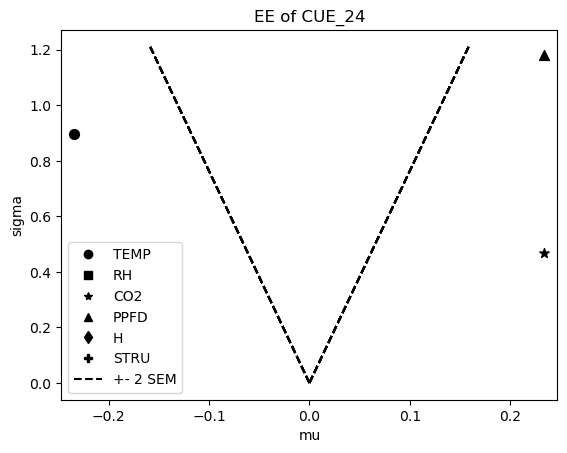 EE of CUE_24
1.2
1.0
0.8
0.6
0.4
0.2
0.0
sigma
TEMP
RH
CO2
PPFD
H
STRU
+- 2 SEM
−0.2
−0.1
0.0
0.1
0.2
mu